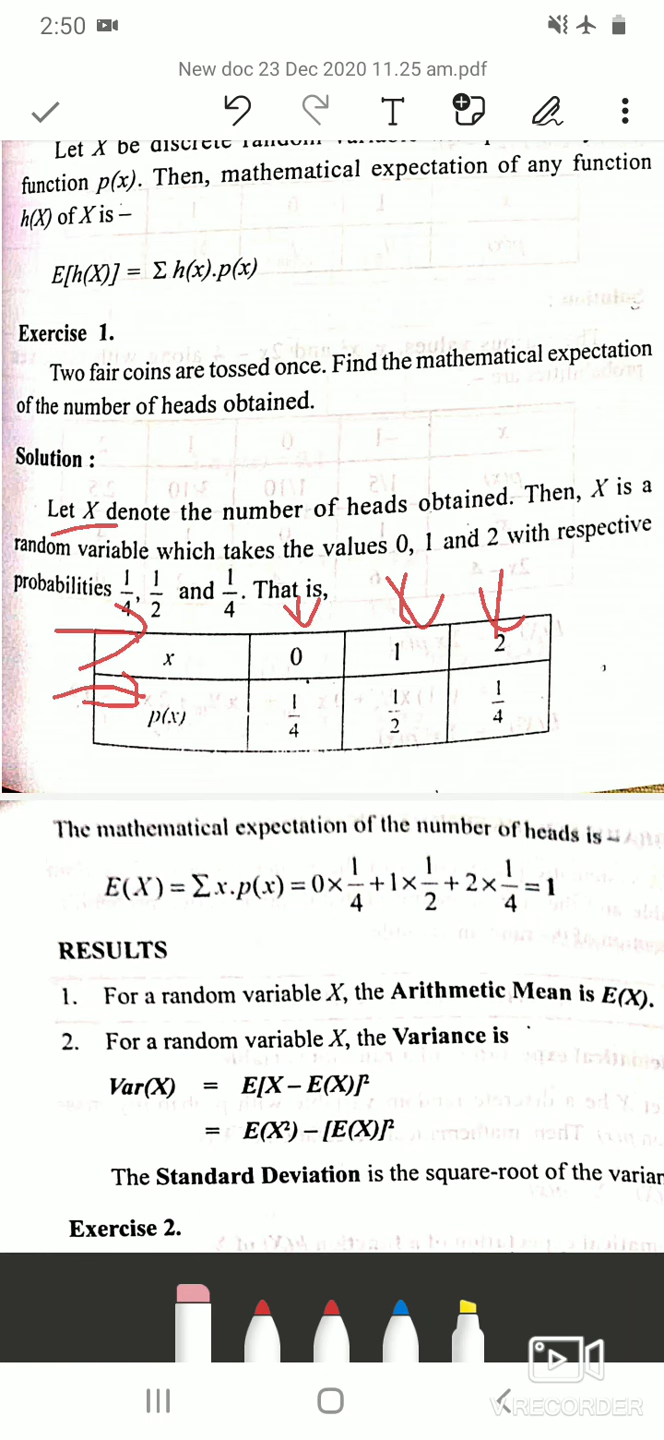 2:50
New doc 23 Dec 2020 11.25 am.pdf
T
Let X be discrete
function p(x). Then, mathematical expectation of any function
h(X) of X is –
E[h(X)] = Σ h(x).p(x)
Exercise 1.
Two fair coins are tossed once. Find the mathematical expectation
of the number of heads obtained.
Solution :
Let X denote the number of heads obtained. Then, X is a
random variable which takes the values 0, 1 and 2 with respective
probabilities 1/4, 1/2 and 1/4. That is,
x 0 1 2
p(x) 1/4 1/2 1/4
The mathematical expectation of the number of heads is –
E(X) = Σx.p(x) = 0×1/4+1×1/2+2×1/4=1
RESULTS
1. For a random variable X, the Arithmetic Mean is E(X).
2. For a random variable X, the Variance is
Var(X) = E[X – E(X)]²
= E(X²) – [E(X)]²
The Standard Deviation is the square-root of the varian
Exercise 2.
V RECORDER